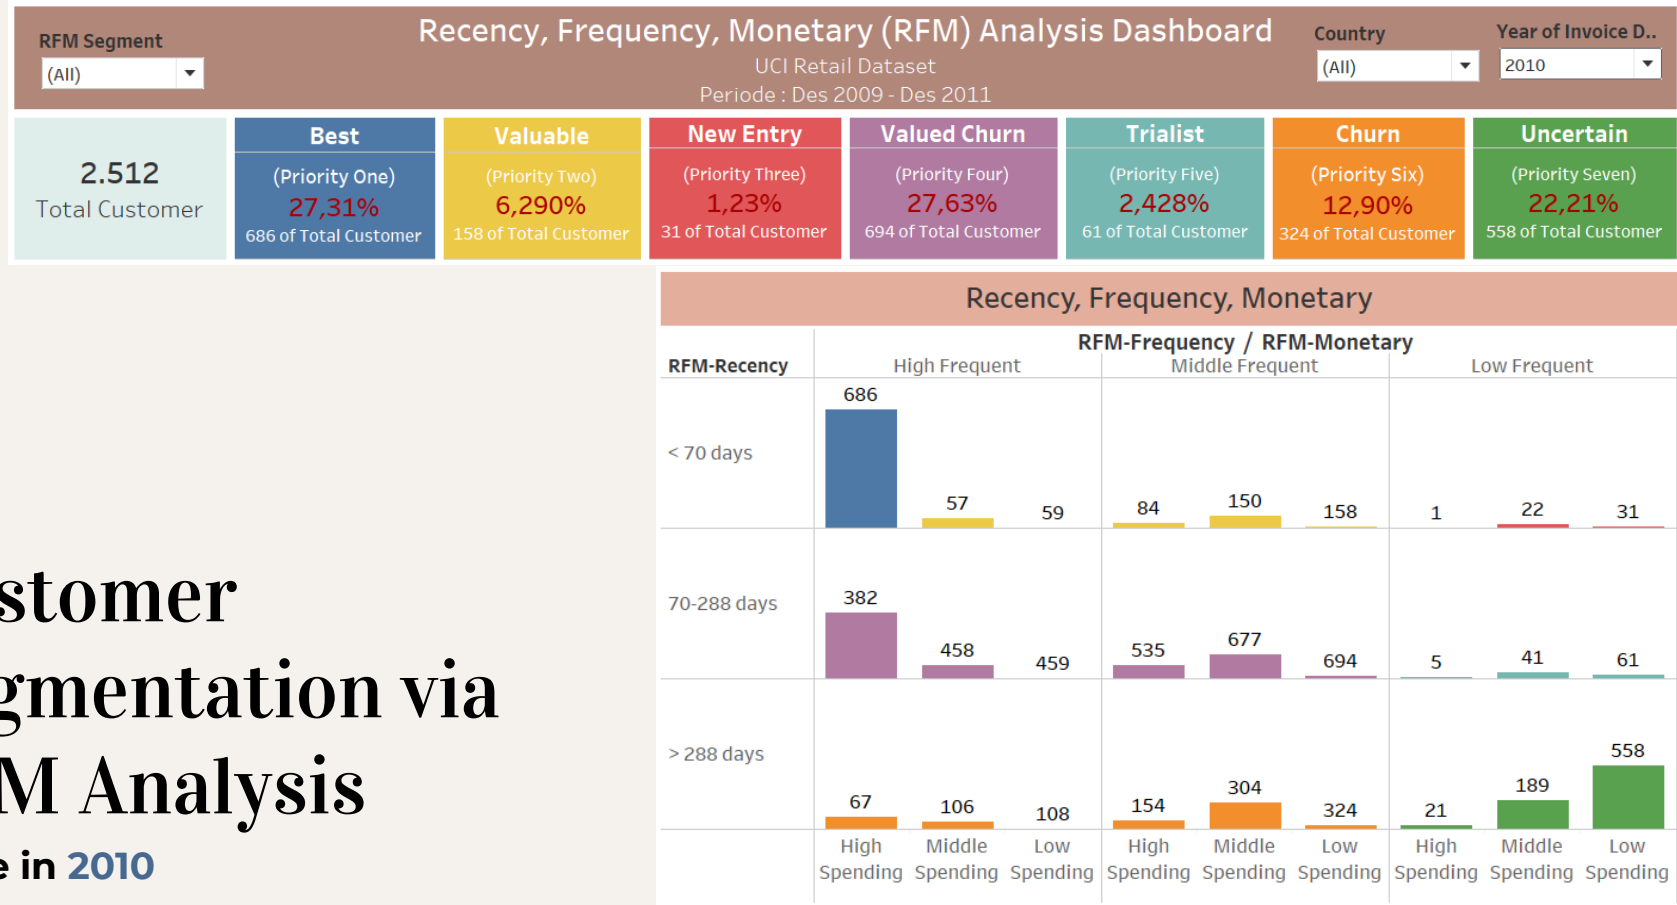 Recency, Frequency, Monetary (RFM) Analysis Dashboard
UCI Retail Dataset
Periode : Des 2009 - Des 2011
RFM Segment
(All)
Country
(All)
Year of Invoice D..
2010
2.512
Total Customer
Best
(Priority One)
27,31%
686 of Total Customer
Valuable
(Priority Two)
6,290%
158 of Total Customer
New Entry
(Priority Three)
1,23%
31 of Total Customer
Valued Churn
(Priority Four)
27,63%
694 of Total Customer
Trialist
(Priority Five)
2,428%
61 of Total Customer
Churn
(Priority Six)
12,90%
324 of Total Customer
Uncertain
(Priority Seven)
22,21%
558 of Total Customer
stomer
gmentation via
M Analysis
e in 2010
Recency, Frequency, Monetary
RFM-Frequency / RFM-Monetary
RFM-Recency High Frequent Middle Frequent Low Frequent
< 70 days
686 57 59 84 150 158 1 22 31
70-288 days
382 458 459 535 677 694 5 41 61
> 288 days
67 106 108 154 304 324 21 189 558
High Middle Low High Middle Low High Middle Low
Spending Spending Spending Spending Spending Spending Spending Spending Spending